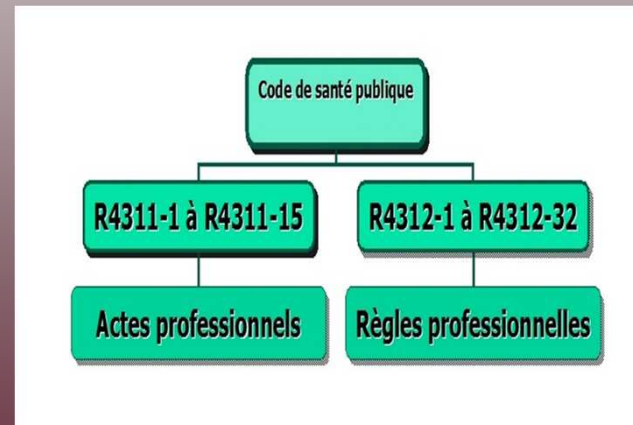 Code de santé publique
R4311-1 à R4311-15
R4312-1 à R4312-32
Actes professionnels
Règles professionnelles